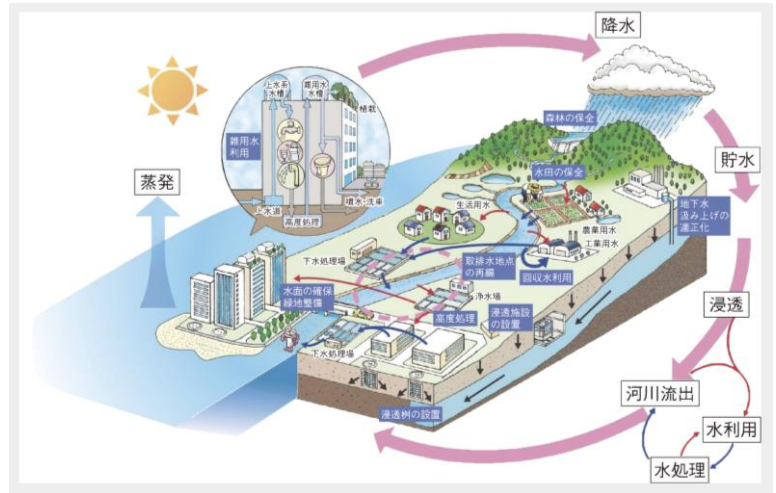 降水
上水系
水槽
雑用水
水槽
植栽
雑用水
利用
森林の保全
貯水
蒸発
水田の保全
地下水
汲み上げの
適正化
上水道
噴水・洗車
高度処理
生活用水
農業用水
工業用水
下水処理場
取排水地点
の再編
回収水利用
水面の確保
緑地整備
浄水場
浸透
高度処理
浸透施設
の設置
下水処理場
河川流出
浸透桝の設置
水利用
水処理